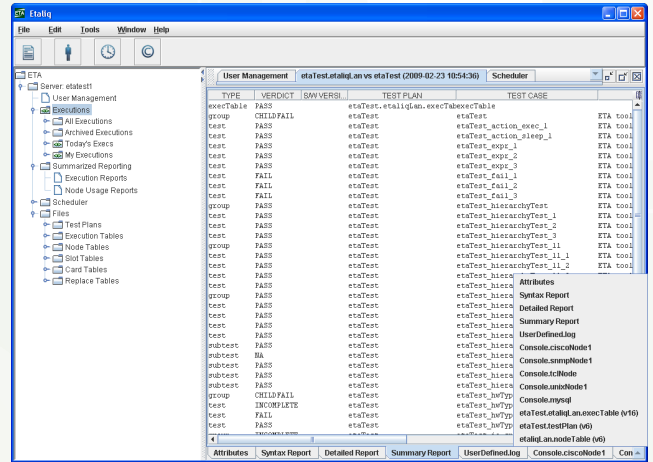 Etaliq
File Edit Tools Window Help
ETA
Server: etatest1
User Management
Executions
All Executions
Archived Executions
Today's Execs
My Executions
Summarized Reporting
Execution Reports
Node Usage Reports
Scheduler
Files
Test Plans
Execution Tables
Node Tables
Slot Tables
Card Tables
Replace Tables
User Management etaTest.etaliqLan vs etaTest (2009-02-23 10:54:36) Scheduler
TYPE VERDICT S/W VERSI... TEST PLAN TEST CASE
execTable PASS etaTest.etaliqLan.execTabexecTable
group CHILDFAIL etaTest etaTest ETA tool
test PASS etaTest etaTest_action_exec_1 ETA tool
test PASS etaTest etaTest_action_sleep_1 ETA tool
test PASS etaTest etaTest_expr_1 ETA tool
test PASS etaTest etaTest_expr_2 ETA tool
test PASS etaTest etaTest_expr_3 ETA tool
test FAIL etaTest etaTest_fail_1 ETA tool
test FAIL etaTest etaTest_fail_2 ETA tool
test FAIL etaTest etaTest_fail_3 ETA tool
group PASS etaTest etaTest_hierarchyTest ETA tool
test PASS etaTest etaTest_hierarchyTest_1 ETA tool
test PASS etaTest etaTest_hierarchyTest_2 ETA tool
test PASS etaTest etaTest_hierarchyTest_3 ETA tool
group PASS etaTest etaTest_hierarchyTest_11 ETA tool
test PASS etaTest etaTest_hierarchyTest_11_1 ETA tool
test PASS etaTest etaTest_hierarchyTest_11_2 ETA tool
test PASS etaTest
group PASS etaTest etaTest_hiera
test PASS etaTest etaTest_hiera
test PASS etaTest etaTest_hiera
test PASS etaTest etaTest_hiera
subtest PASS etaTest etaTest_hiera
subtest NA etaTest etaTest_hiera
subtest PASS etaTest etaTest_hiera
subtest PASS etaTest etaTest_hiera
group CHILDFAIL etaTest etaTest_hwTyp
test INCOMPLETE etaTest etaTest_hwTyp
test FAIL etaTest etaTest_hwTyp
test PASS etaTest etaTest_hwTyp
Attributes
Syntax Report
Detailed Report
Summary Report
UserDefined.log
Console.ciscoNode1
Console.snmpNode1
Console.tclNode
Console.unixNode1
Console.mysql
etaTest.etaliqLan.execTable (v16)
etaTest.testPlan (v6)
etaliqLan.nodeTable (v6)
Attributes Syntax Report Detailed Report Summary Report UserDefined.log Console.ciscoNode1 Con